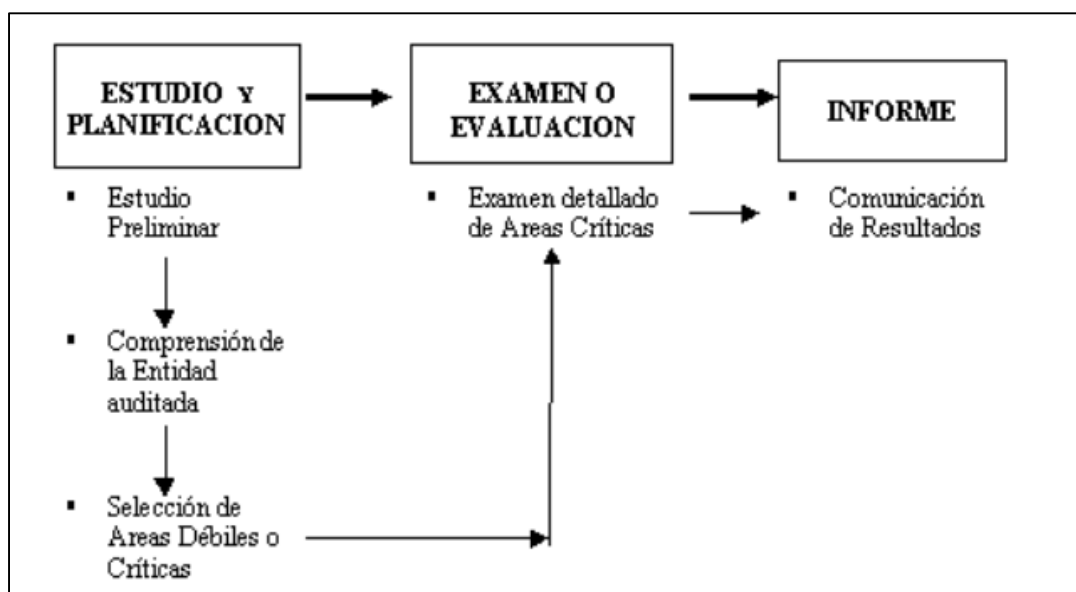 ESTUDIO Y
PLANIFICACION
EXAMEN O
EVALUACION
INFORME
▪ Estudio
Preliminar
▪ Comprensión de
la Entidad
auditada
▪ Selección de
Areas Débiles o
Críticas
▪ Examen detallado
de Areas Críticas
▪ Comunicación
de Resultados